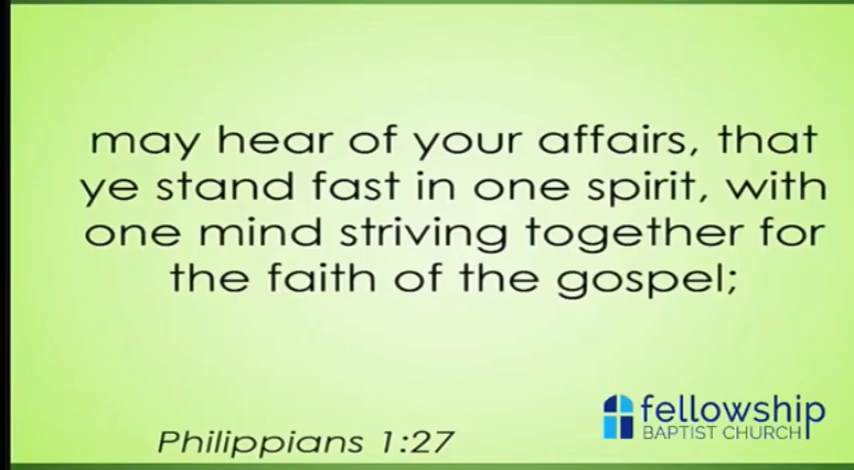 may hear of your affairs, that
ye stand fast in one spirit, with
one mind striving together for
the faith of the gospel;
Philippians 1:27
fellowship
BAPTIST CHURCH